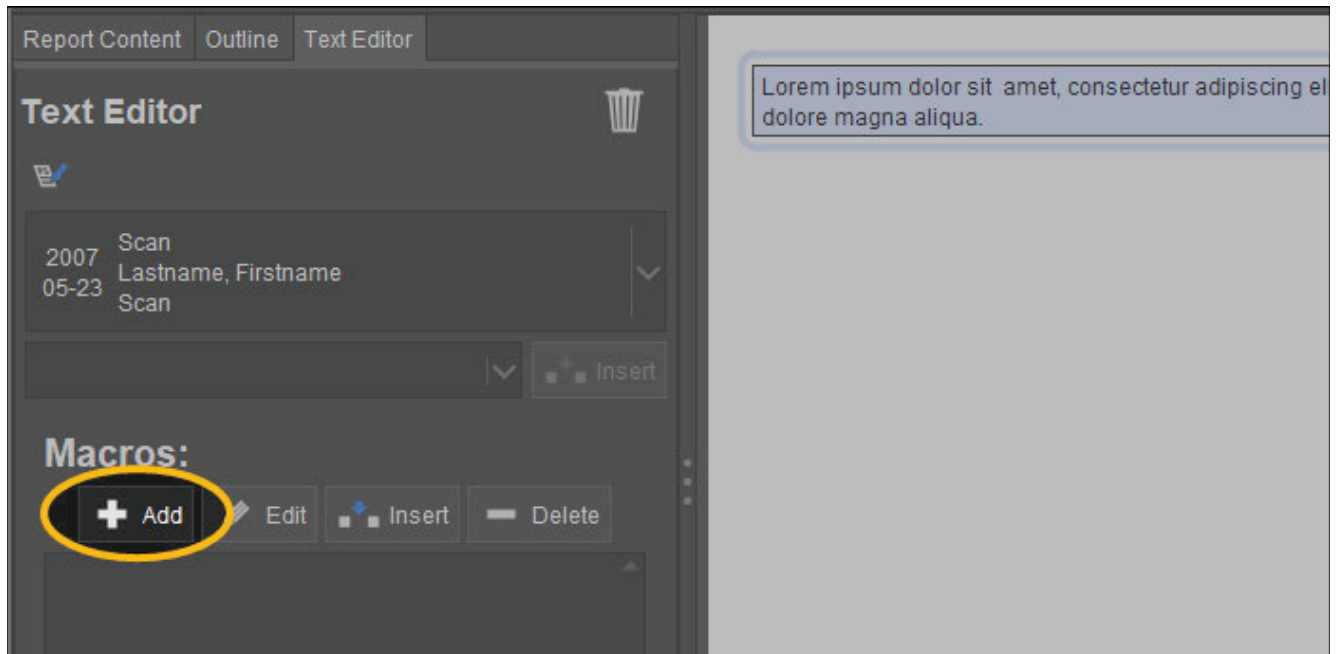 Report Content Outline Text Editor
Text Editor
2007
05-23
Scan
Lastname, Firstname
Scan
Insert
Macros:
Add Edit Insert Delete
Lorem ipsum dolor sit amet, consectetur adipiscing el
dolore magna aliqua.